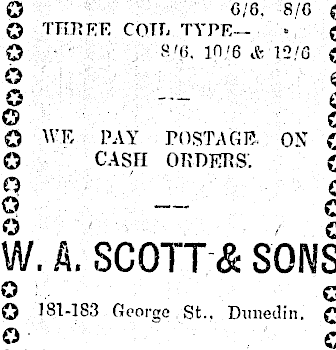 6/6, 8/6
THREE COIL TYPE—
8/6, 10/6 & 12/6
WE PAY POSTAGE ON
CASH ORDERS.
W. A. SCOTT & SONS
181-183 George St., Dunedin.